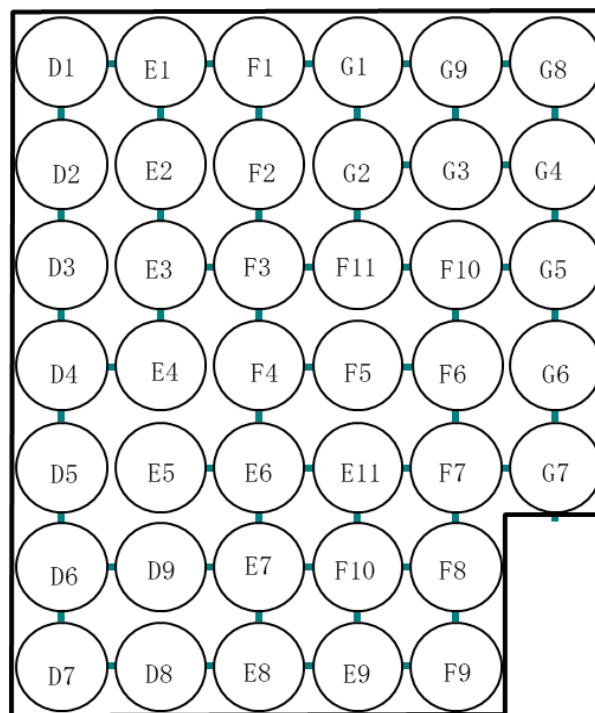 D1 E1 F1 G1 G9 G8
D2 E2 F2 G2 G3 G4
D3 E3 F3 F11 F10 G5
D4 E4 F4 F5 F6 G6
D5 E5 E6 E11 F7 G7
D6 D9 E7 F10 F8
D7 D8 E8 E9 F9